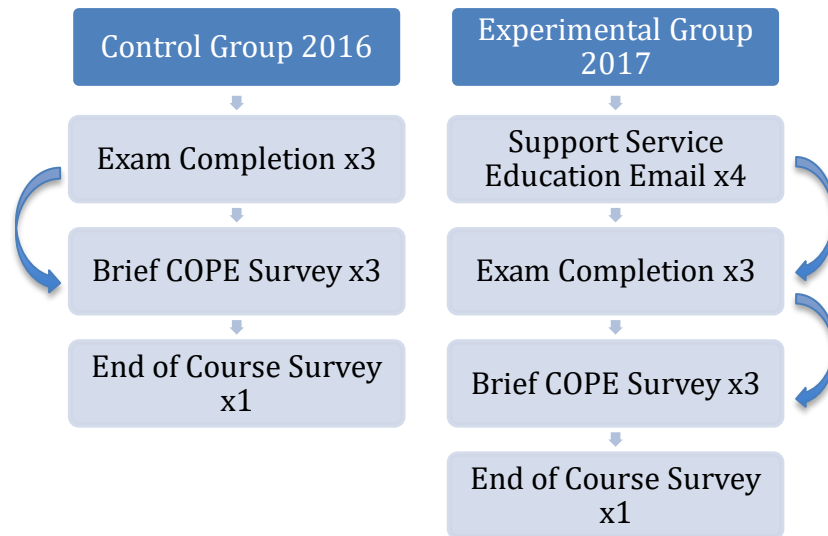 Control Group 2016
Exam Completion x3
Brief COPE Survey x3
End of Course Survey
x1
Experimental Group
2017
Support Service
Education Email x4
Exam Completion x3
Brief COPE Survey x3
End of Course Survey
x1